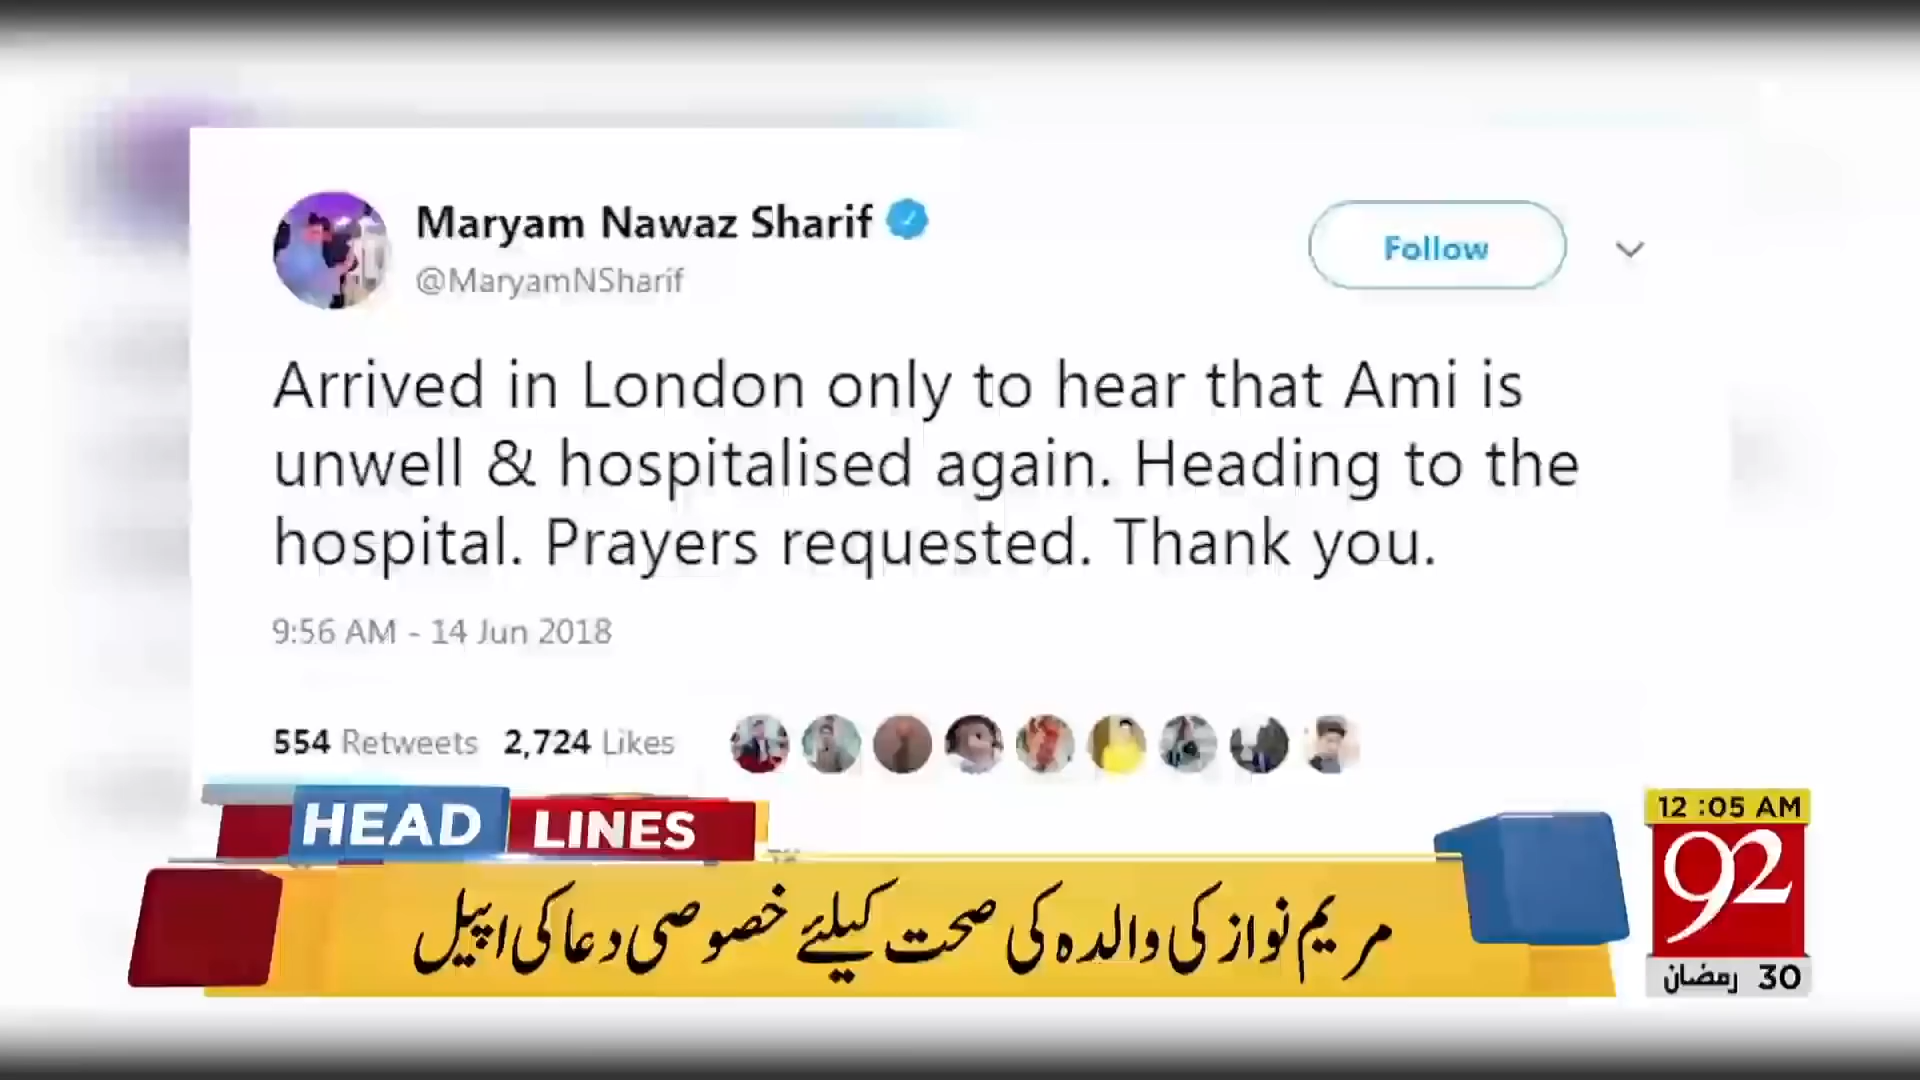 Maryam Nawaz Sharif
@MaryamNSharif
Follow
Arrived in London only to hear that Ami is
unwell & hospitalised again. Heading to the
hospital. Prayers requested. Thank you.
9:56 AM - 14 Jun 2018
554 Retweets 2,724 Likes
HEAD LINES
مریم نواز کی والدہ کی صحت کیلئے خصوصی دعا کی اپیل
12:05 AM
92
30 رمضان